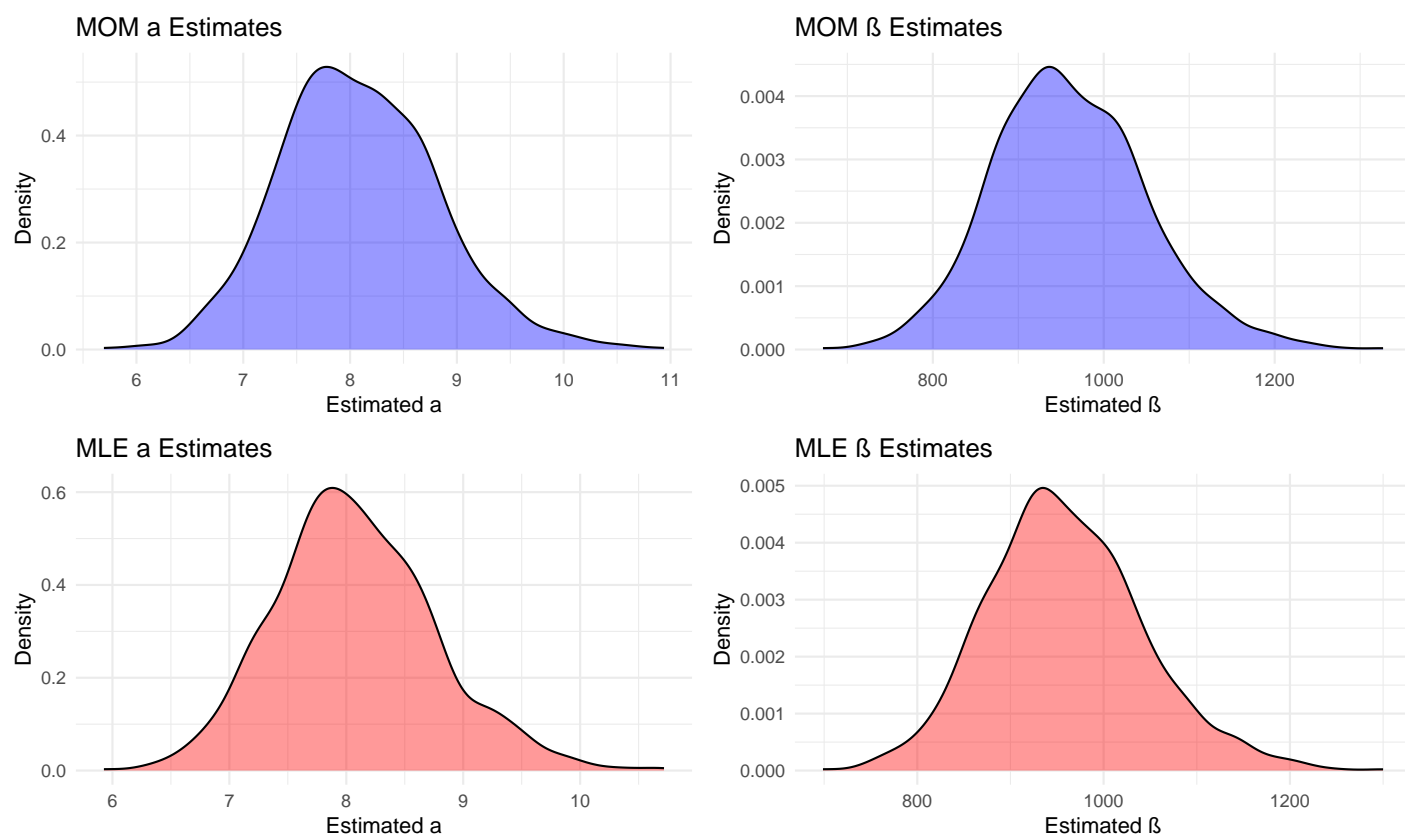 MOM a Estimates
Density
0.4
0.2
0.0
6 7 8 9 10 11
Estimated a
MOM ß Estimates
Density
0.004
0.003
0.002
0.001
0.000
800 1000 1200
Estimated ß
MLE a Estimates
Density
0.6
0.4
0.2
0.0
6 7 8 9 10
Estimated a
MLE ß Estimates
Density
0.005
0.004
0.003
0.002
0.001
0.000
800 1000 1200
Estimated ß